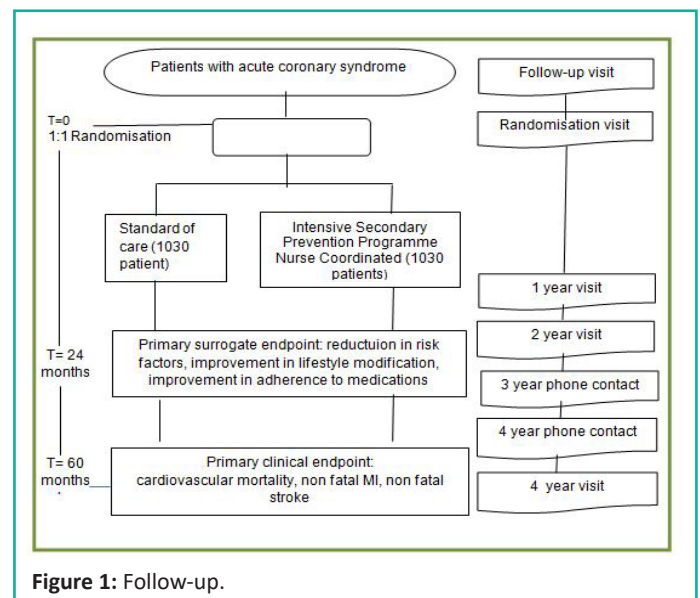 Patients with acute coronary syndrome
T=0
1:1 Randomisation
Standard of
care (1030
patient)
Intensive Secondary
Prevention Programme
Nurse Coordinated (1030
patients)
T= 24
months
Primary surrogate endpoint: reductuion in risk
factors, improvement in lifestyle modification,
improvement in adherence to medications
T= 60
months
Primary clinical endpoint:
cardiovascular mortality, non fatal MI, non fatal
stroke
Follow-up visit
Randomisation visit
1 year visit
2 year visit
3 year phone contact
4 year phone contact
4 year visit
Figure 1: Follow-up.